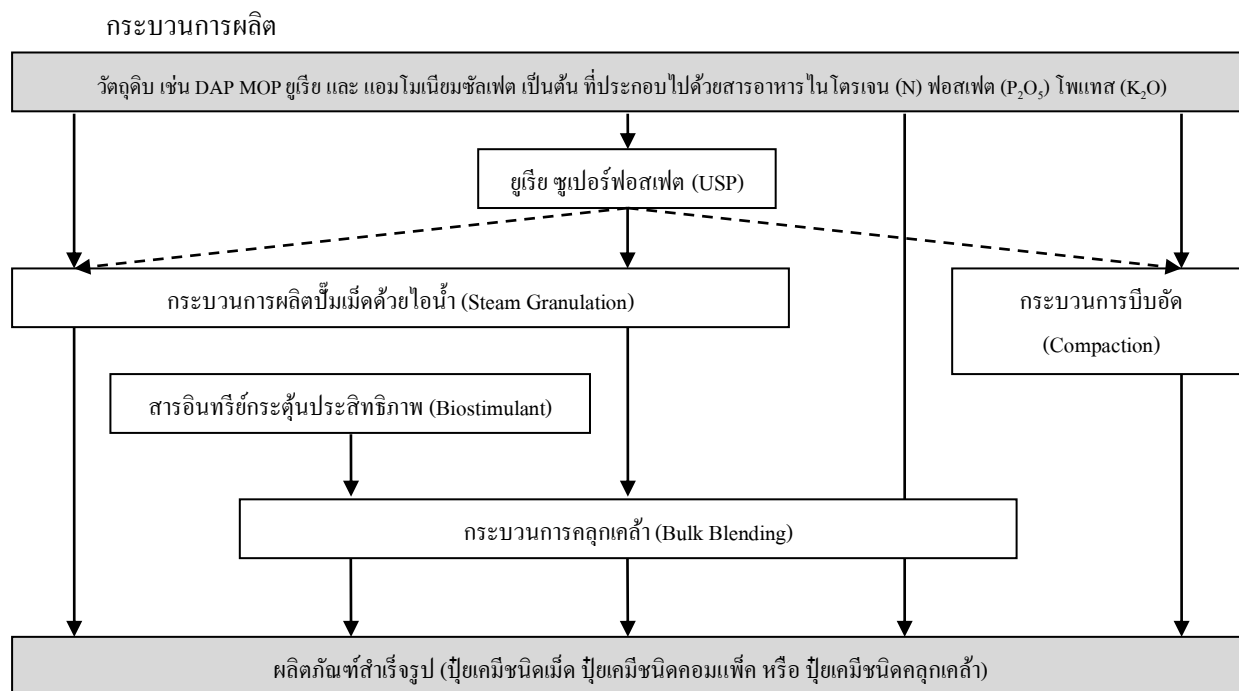 กระบวนการผลิต
วัตถุดิบ เช่น DAP MOP ยูเรีย และ แอมโมเนียมซัลเฟต เป็นต้น ที่ประกอบไปด้วยสารอาหารไนโตรเจน (N) ฟอสเฟต (P₂O₅) โพแทส (K₂O)
ยูเรีย ซูเปอร์ฟอสเฟต (USP)
กระบวนการผลิตปั๊มเม็ดด้วยไอน้ำ (Steam Granulation)
กระบวนการบีบอัด
(Compaction)
สารอินทรีย์กระตุ้นประสิทธิภาพ (Biostimulant)
กระบวนการคลุกเคล้า (Bulk Blending)
ผลิตภัณฑ์สำเร็จรูป (ปุ๋ยเคมีชนิดเม็ด ปุ๋ยเคมีชนิดคอมแพ็ค หรือ ปุ๋ยเคมีชนิดคลุกเคล้า)